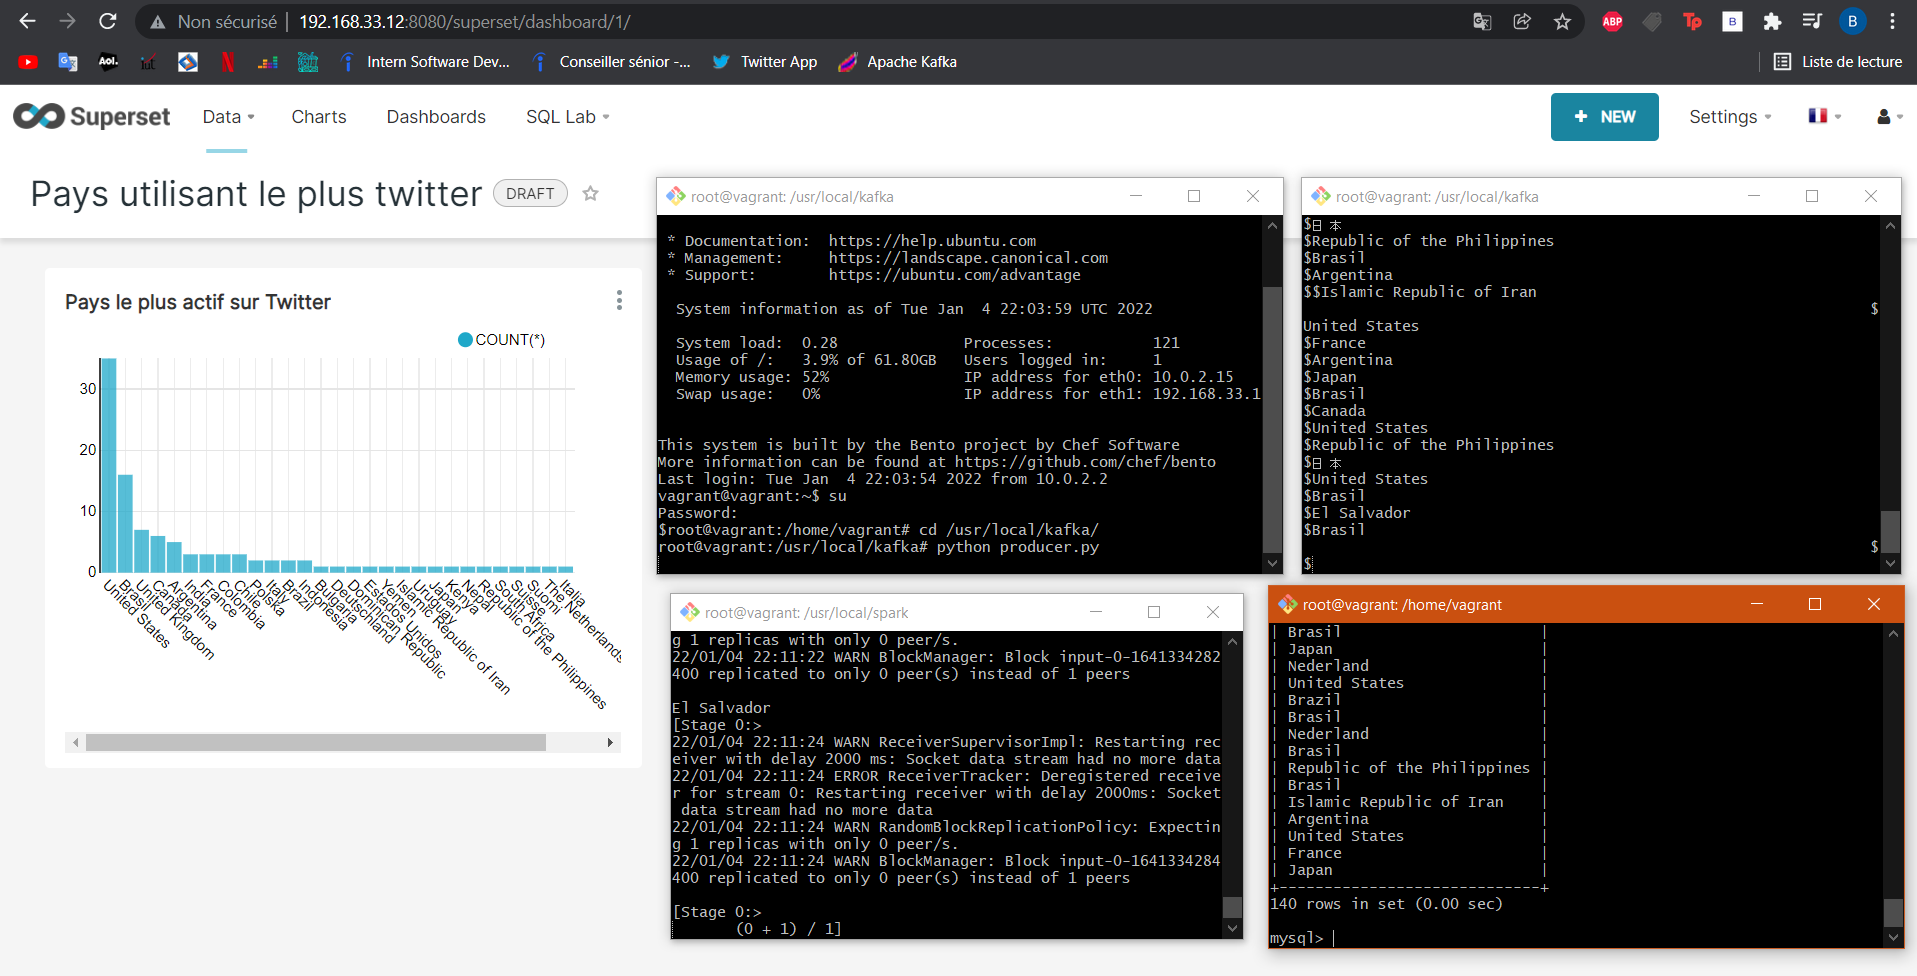 Non sécurisé | 192.168.33.12:8080/superset/dashboard/1/
ABP
Tp
B
B
Aol.
iut
N
Intern Software Dev...
Conseiller sénior -...
Twitter App
Apache Kafka
Liste de lecture
Superset
Data
Charts
Dashboards
SQL Lab
+ NEW
Settings
Pays utilisant le plus twitter
DRAFT
Pays le plus actif sur Twitter
COUNT(*)
30
20
10
0
United States
Brasil
United Kingdom
Canada
Argentina
India
France
Colombia
Chile
Polska
Italy
Brazil
Indonesia
Bulgaria
Deutschland
Dominican Republic
Estados Unidos
Yemen
Islamic Republic of Iran
Uruguay
Japan
Kenya
Nepal
Republic of the Philippines
South Africa
Suisse
Suomi
The Netherlands
Italia
root@vagrant: /usr/local/kafka
* Documentation:  https://help.ubuntu.com
* Management:     https://landscape.canonical.com
* Support:        https://ubuntu.com/advantage
System information as of Tue Jan  4 22:03:59 UTC 2022
System load:  0.28              Processes:             121
Usage of /:   3.9% of 61.80GB   Users logged in:       1
Memory usage: 52%               IP address for eth0: 10.0.2.15
Swap usage:   0%                IP address for eth1: 192.168.33.1
This system is built by the Bento project by Chef Software
More information can be found at https://github.com/chef/bento
Last login: Tue Jan  4 22:03:54 2022 from 10.0.2.2
vagrant@vagrant:~$ su
Password:
$root@vagrant:/home/vagrant# cd /usr/local/kafka/
root@vagrant:/usr/local/kafka# python producer.py
root@vagrant: /usr/local/kafka
$日本
$Republic of the Philippines
$Brasil
$Argentina
$$Islamic Republic of Iran
$
United States
$France
$Argentina
$Japan
$Brasil
$Canada
$United States
$Republic of the Philippines
$日本
$United States
$Brasil
$El Salvador
$Brasil
$
$
root@vagrant: /usr/local/spark
g 1 replicas with only 0 peer/s.
22/01/04 22:11:22 WARN BlockManager: Block input-0-1641334282
400 replicated to only 0 peer(s) instead of 1 peers
El Salvador
[Stage 0:>
22/01/04 22:11:24 WARN ReceiverSupervisorImpl: Restarting rec
eiver with delay 2000 ms: Socket data stream had no more data
22/01/04 22:11:24 ERROR ReceiverTracker: Deregistered receive
r for stream 0: Restarting receiver with delay 2000ms: Socket
data stream had no more data
22/01/04 22:11:24 WARN RandomBlockReplicationPolicy: Expectin
g 1 replicas with only 0 peer/s.
22/01/04 22:11:24 WARN BlockManager: Block input-0-1641334284
400 replicated to only 0 peer(s) instead of 1 peers
[Stage 0:>
(0 + 1) / 1]
root@vagrant: /home/vagrant
| Brasil                      |
| Japan                       |
| Nederland                   |
| United States               |
| Brazil                      |
| Brasil                      |
| Nederland                   |
| Brasil                      |
| Republic of the Philippines |
| Brasil                      |
| Islamic Republic of Iran    |
| Argentina                   |
| United States               |
| France                      |
| Japan                       |
+-----------------------------+
140 rows in set (0.00 sec)
mysql>